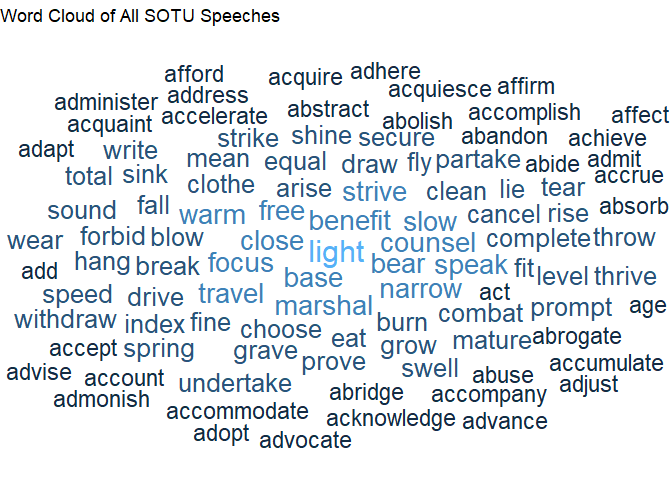 Word Cloud of All SOTU Speeches
afford acquire adhere
administer address acquiesce affirm
acquaint accelerate abstract abolish accomplish affect
adapt write strike shine secure abandon achieve
total sink mean equal draw fly partake abide admit
clothe arise strive clean lie tear accrue
sound fall warm free benefit slow cancel rise absorb
wear forbid blow close light counsel complete throw
add hang break focus base bear speak fit level thrive
speed drive travel marshal narrow act combat prompt age
withdraw index fine choose eat burn grow mature abrogate
accept spring grave prove swell abuse accumulate
advise account undertake abridge accompany adjust
admonish accommodate acknowledge advance
adopt advocate